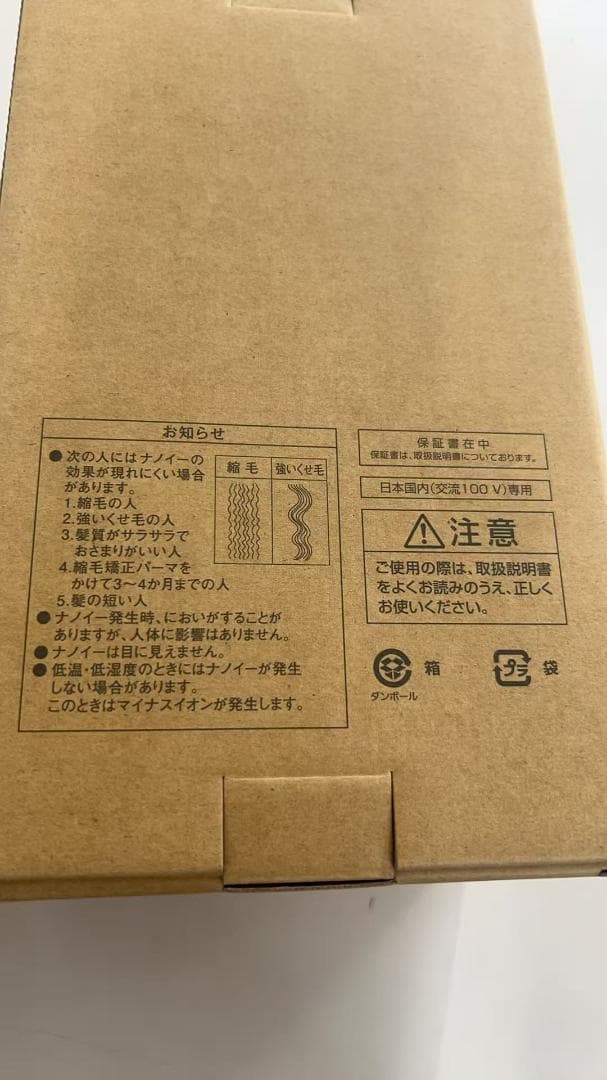 お知らせ
●次の人にはナノイーの
効果が現れにくい場合
があります。
1.縮毛の人
2.強いくせ毛の人
3.髪質がサラサラで
おさまりがいい人
4.縮毛矯正パーマを
かけて3〜4か月までの人
5.髪の短い人
●ナノイー発生時、においがすることが
ありますが、人体に影響はありません。
●ナノイーは目に見えません。
●低温・低湿度のときにはナノイーが発生
しない場合があります。
このときはマイナスイオンが発生します。
縮毛 強いくせ毛
保証書在中
保証書は、取扱説明書についております。
日本国内(交流100 V)専用
注意
ご使用の際は、取扱説明書
をよくお読みのうえ、正しく
お使いください。
箱
ダンボール
プラ 袋